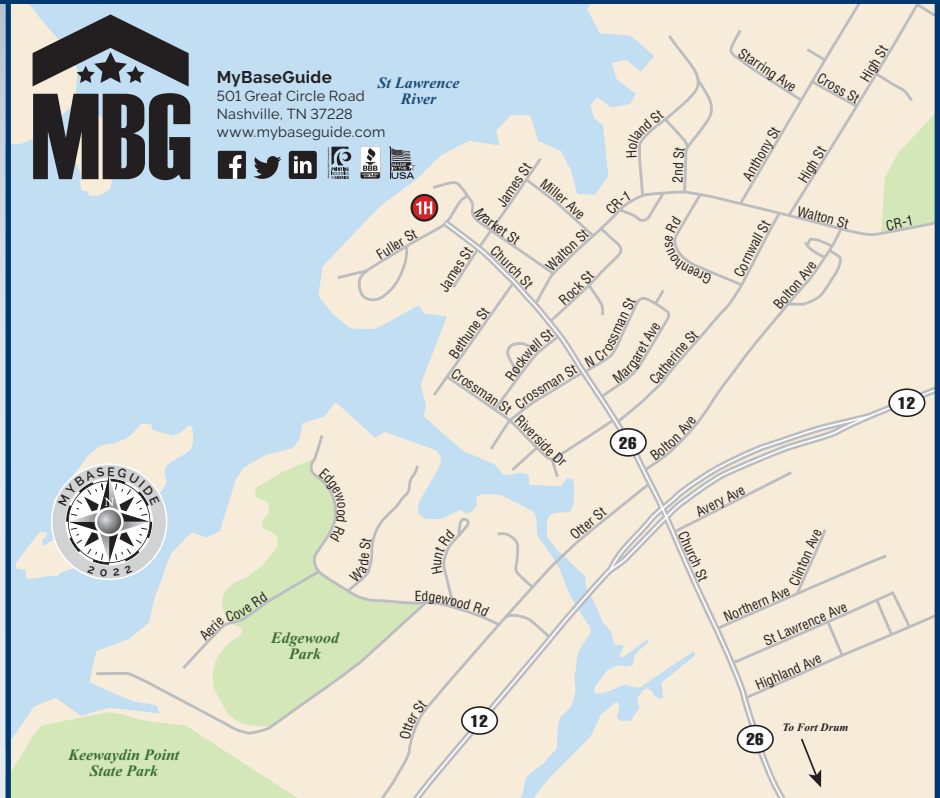 MBG
MyBaseGuide
501 Great Circle Road
Nashville, TN 37228
www.mybaseguide.com
BBB
MADE IN THE
USA
St Lawrence
River
Starring Ave
Cross St
High St
Holland St
2nd St
Anthony St
High St
James St
Miller Ave
CR-1
Walton St
CR-1
1H
Market St
Fuller St
Church St
Walton St
Greenhouse Rd
Cornwall St
James St
Rock St
Bolton Ave
Bethune St
Rockwell St
N Crossman St
Margaret Ave
Catherine St
Crossman St
Crossman St
Riverside Dr
12
26
Bolton Ave
MYBASEGUIDE
N
2022
Edgewood Rd
Wade St
Hunt Rd
Otter St
Avery Ave
Church St
Clinton Ave
Northern Ave
St Lawrence Ave
Highland Ave
Aerie Cove Rd
Edgewood Rd
Edgewood
Park
Otter St
12
26
To Fort Drum
Keewaydin Point
State Park